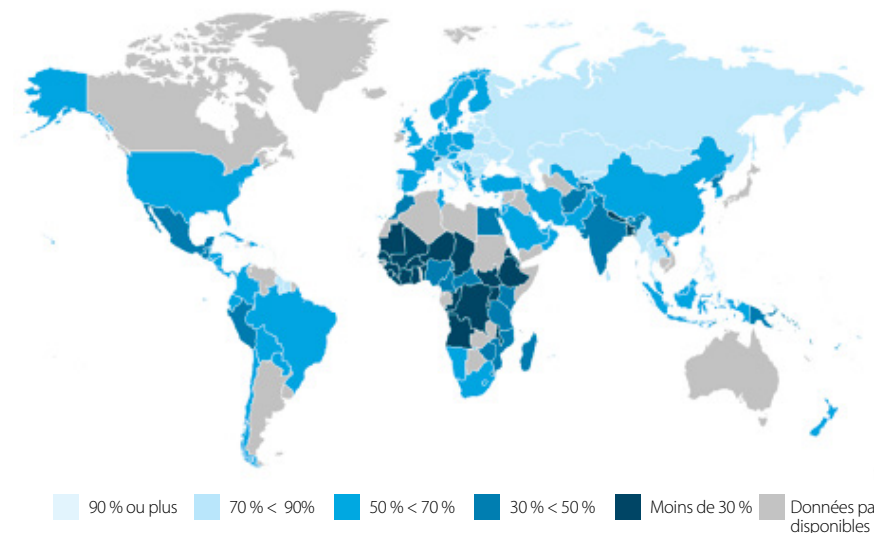 90 % ou plus
70 % < 90%
50 % < 70 %
30 % < 50 %
Moins de 30 %
Données pa
disponibles